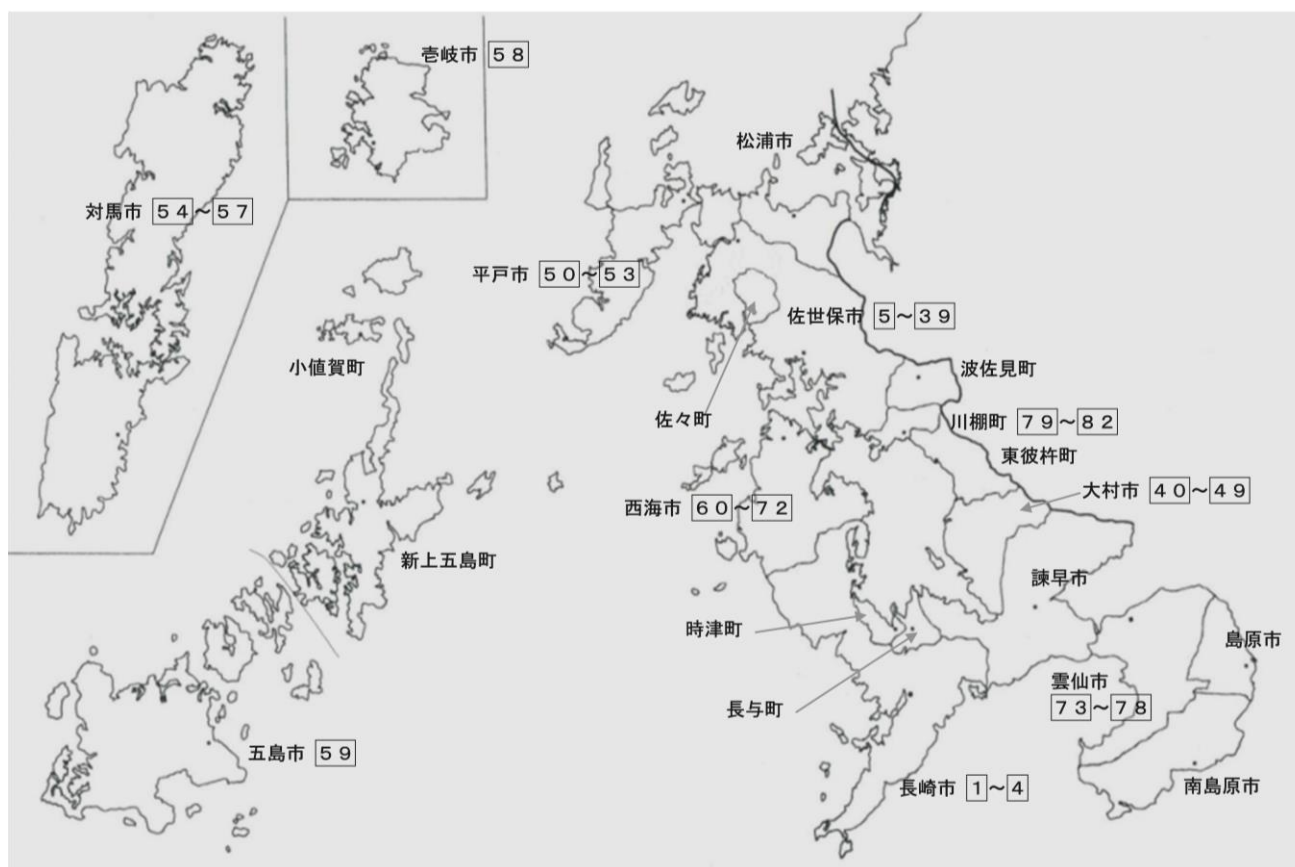 壱岐市 58
松浦市
対馬市 54～57
平戸市 50～53
佐世保市 5～39
小値賀町
波佐見町
佐々町
川棚町 79～82
東彼杵町
大村市 40～49
西海市 60～72
新上五島町
諫早市
時津町
島原市
雲仙市
73～78
長与町
五島市 59
長崎市 1～4
南島原市